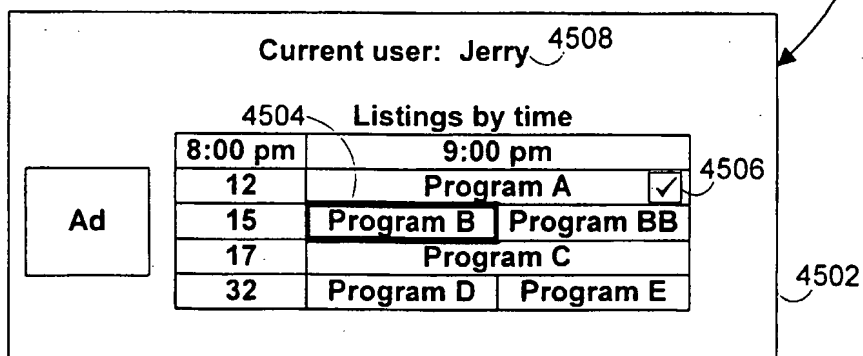 Current user: Jerry 4508
4504 Listings by time
8:00 pm 9:00 pm
12 Program A ✓ 4506
Ad 15 Program B Program BB
17 Program C
32 Program D Program E 4502